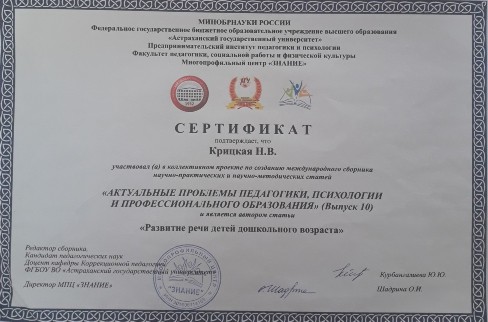 МИНОБРНАУКИ РОССИИ
Федеральное государственное бюджетное образовательное учреждение высшего образования
«Астраханский государственный университет»
Предпринимательский институт педагогики и психологии
Факультет педагогики, социальной работы и физической культуры
Многопрофильный центр «ЗНАНИЕ»
СЕРТИФИКАТ
подтверждает, что
Крицкая Н.В.
участвовал (а) в коллективном проекте по созданию международного сборника
научно-практических и научно-методических статей
«АКТУАЛЬНЫЕ ПРОБЛЕМЫ ПЕДАГОГИКИ, ПСИХОЛОГИИ
И ПРОФЕССИОНАЛЬНОГО ОБРАЗОВАНИЯ» (Выпуск 10)
и является автором статьи
«Развитие речи детей дошкольного возраста»
Редактор сборника.
Кандидат педагогических наук
Доцент кафедры Коррекционной педагогики
ФГБОУ ВО «Астраханский государственный университет»
Курбангалиева Ю.Ю.
Директор МПЦ «ЗНАНИЕ»
Щадрина О.И.
"ЗНАНИЕ"